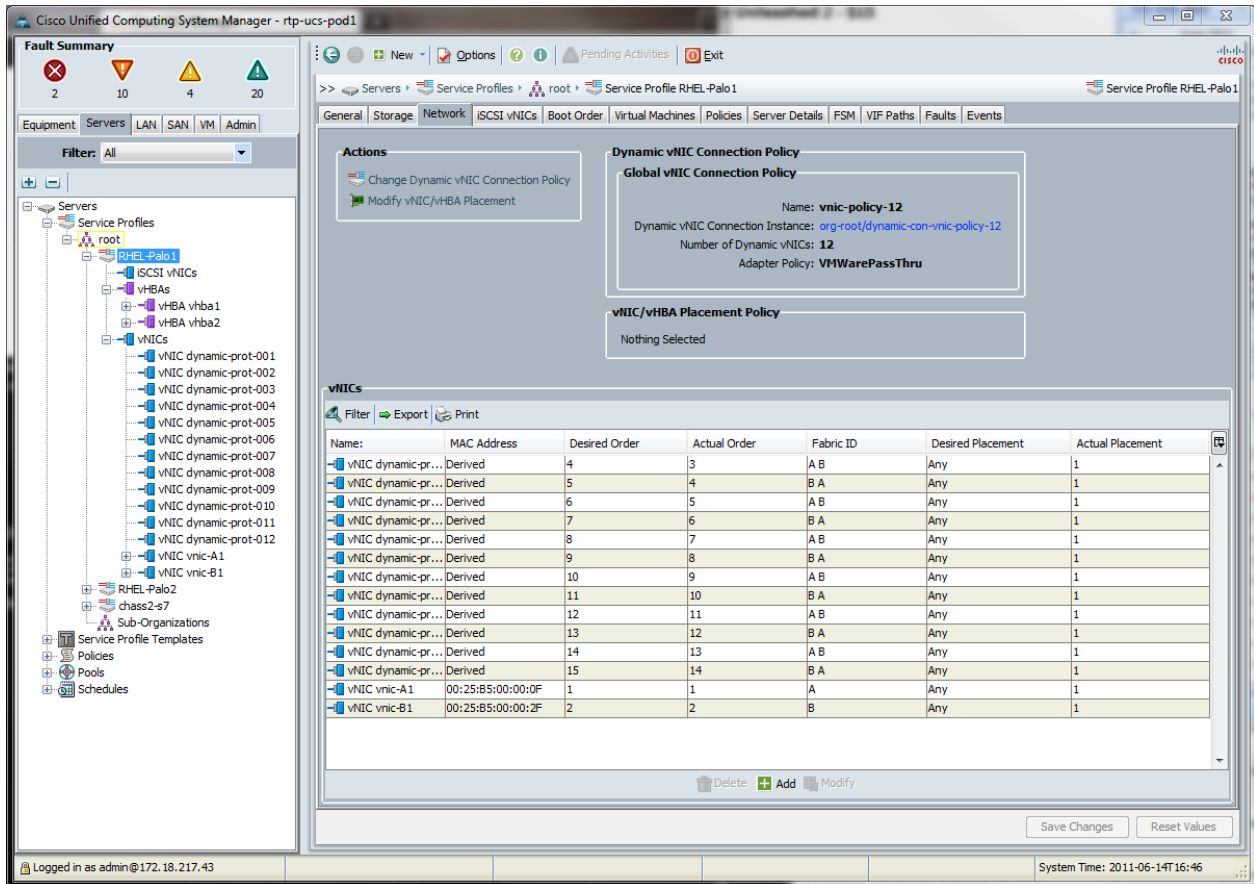 Cisco Unified Computing System Manager - rtp-ucs-pod1
Fault Summary
2 10 4 20
Equipment Servers LAN SAN VM Admin
Filter: All
Servers
Service Profiles
root
RHEL-Palo1
iSCSI vNICs
vHBAs
vHBA vhba1
vHBA vhba2
vNICs
vNIC dynamic-prot-001
vNIC dynamic-prot-002
vNIC dynamic-prot-003
vNIC dynamic-prot-004
vNIC dynamic-prot-005
vNIC dynamic-prot-006
vNIC dynamic-prot-007
vNIC dynamic-prot-008
vNIC dynamic-prot-009
vNIC dynamic-prot-010
vNIC dynamic-prot-011
vNIC dynamic-prot-012
vNIC vnic-A1
vNIC vnic-B1
RHEL-Palo2
chass2-s7
Sub-Organizations
Service Profile Templates
Policies
Pools
Schedules
New Options Pending Activities Exit
CISCO
>> Servers Service Profiles root Service Profile RHEL-Palo1 Service Profile RHEL-Palo1
General Storage Network iSCSI vNICs Boot Order Virtual Machines Policies Server Details FSM VIF Paths Faults Events
Actions
Change Dynamic vNIC Connection Policy
Modify vNIC/vHBA Placement
Dynamic vNIC Connection Policy
Global vNIC Connection Policy
Name: vnic-policy-12
Dynamic vNIC Connection Instance: org-root/dynamic-con-vnic-policy-12
Number of Dynamic vNICs: 12
Adapter Policy: VMWarePassThru
vNIC/vHBA Placement Policy
Nothing Selected
vNICs
Filter Export Print
Name: MAC Address Desired Order Actual Order Fabric ID Desired Placement Actual Placement
vNIC dynamic-pr... Derived 4 3 A B Any 1
vNIC dynamic-pr... Derived 5 4 B A Any 1
vNIC dynamic-pr... Derived 6 5 A B Any 1
vNIC dynamic-pr... Derived 7 6 B A Any 1
vNIC dynamic-pr... Derived 8 7 A B Any 1
vNIC dynamic-pr... Derived 9 8 B A Any 1
vNIC dynamic-pr... Derived 10 9 A B Any 1
vNIC dynamic-pr... Derived 11 10 B A Any 1
vNIC dynamic-pr... Derived 12 11 A B Any 1
vNIC dynamic-pr... Derived 13 12 B A Any 1
vNIC dynamic-pr... Derived 14 13 A B Any 1
vNIC dynamic-pr... Derived 15 14 B A Any 1
vNIC vnic-A1 00:25:B5:00:00:0F 1 1 A Any 1
vNIC vnic-B1 00:25:B5:00:00:2F 2 2 B Any 1
Delete Add Modify
Save Changes Reset Values
Logged in as admin@172.18.217.43
System Time: 2011-06-14T16:46